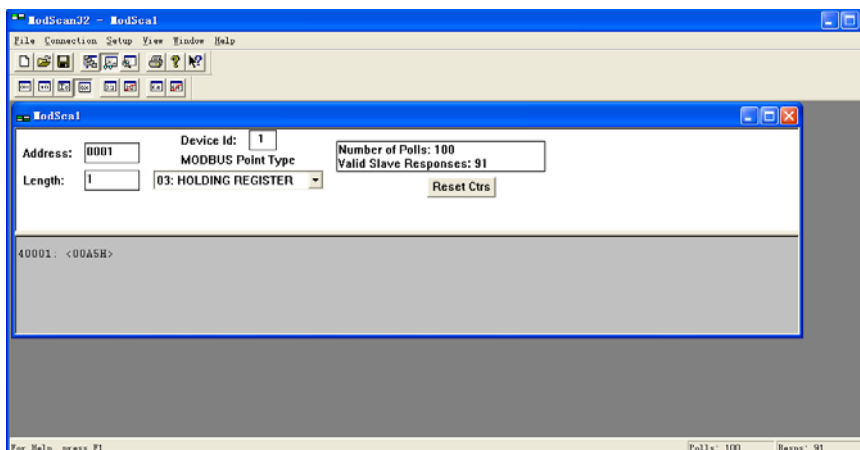 ModScan32 - ModScal
File Connection Setup View Window Help
ModScal
Address: 0001
Device Id: 1
MODBUS Point Type
Length: 1
03: HOLDING REGISTER
Number of Polls: 100
Valid Slave Responses: 91
Reset Ctrs
40001: <00A5H>
For Help, press F1
Polls: 100
Resps: 91